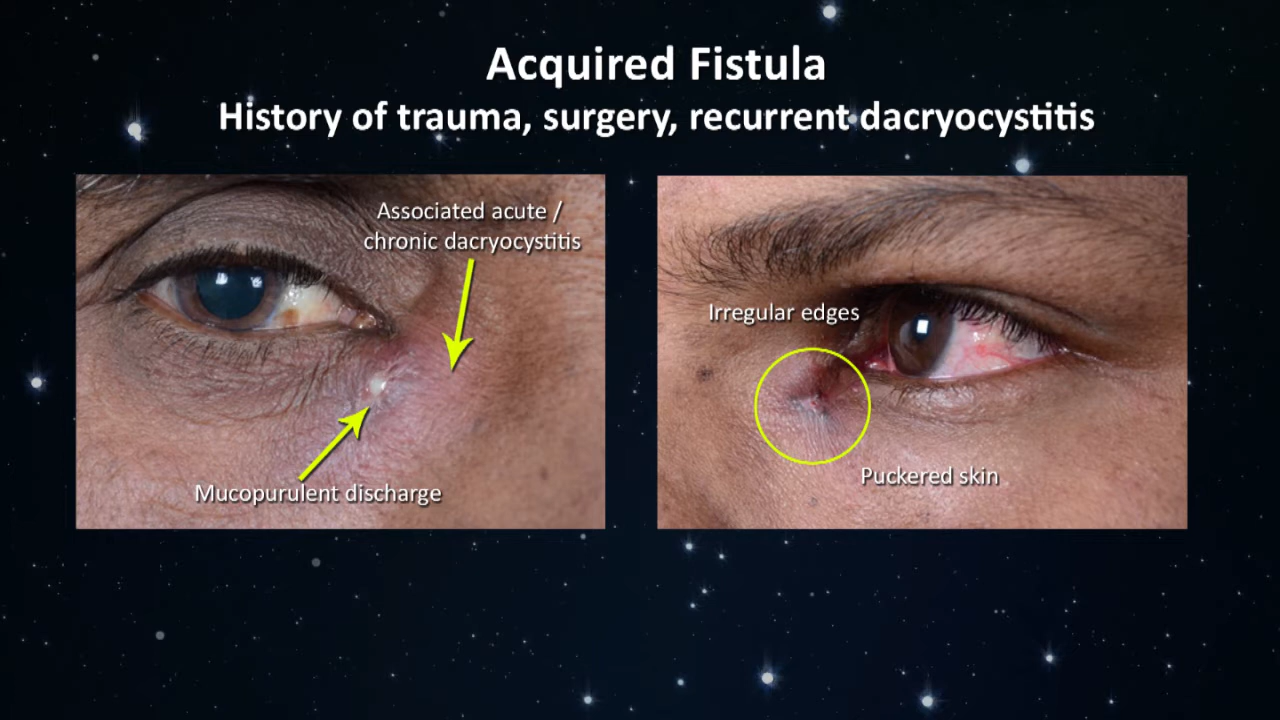 Acquired Fistula
History of trauma, surgery, recurrent dacryocystitis
Associated acute /
chronic dacryocystitis
Mucopurulent discharge
Irregular edges
Puckered skin